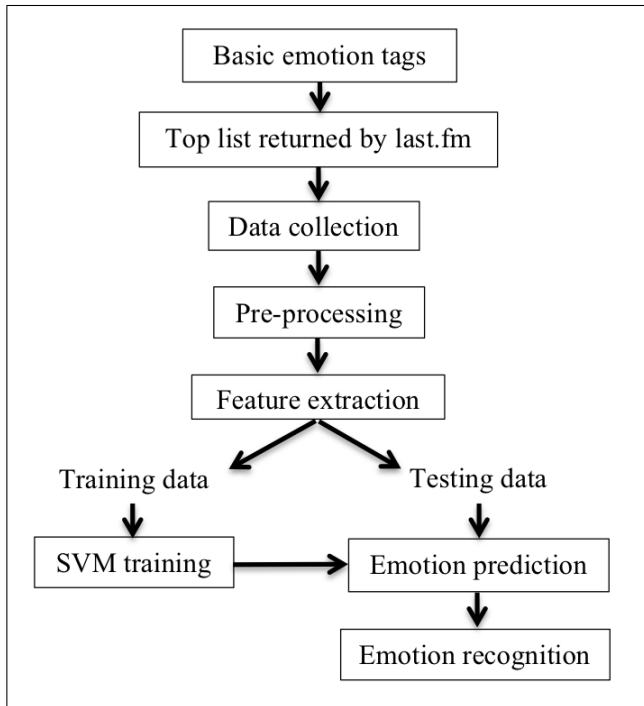 Basic emotion tags
Top list returned by last.fm
Data collection
Pre-processing
Feature extraction
Training data
Testing data
SVM training
Emotion prediction
Emotion recognition